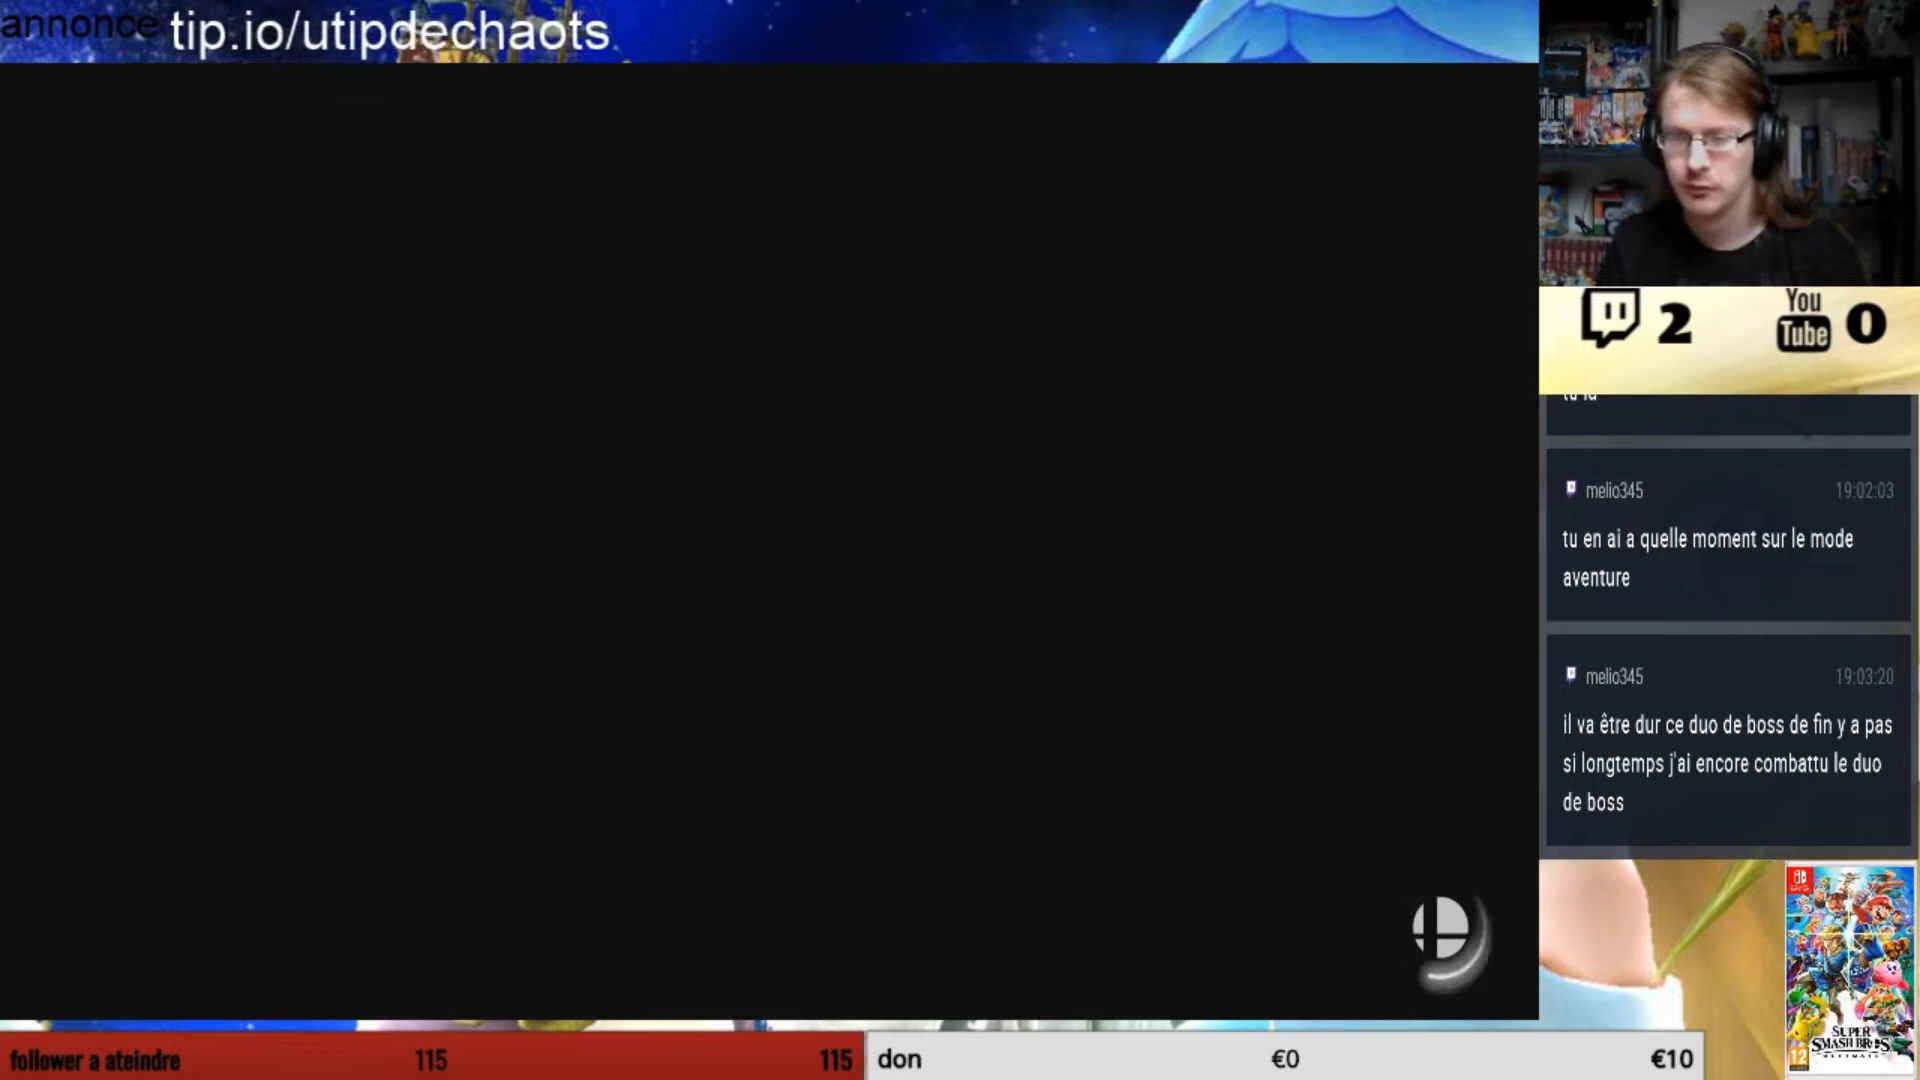 annonce tip.io/utipdechaots
You
Tube
2
0
melio345 19:02:03
tu en ai a quelle moment sur le mode
aventure
melio345 19:03:20
il va être dur ce duo de boss de fin y a pas
si longtemps j'ai encore combattu le duo
de boss
SUPER
SMASH BROS.
ULTIMATE
12
follower a ateindre 115 115
don €0 €10